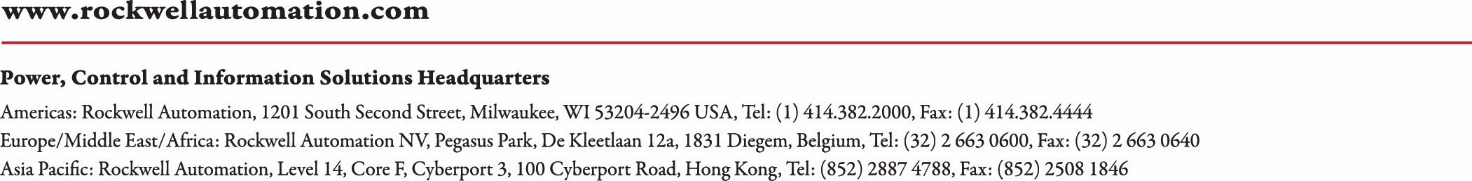 www.rockwellautomation.com
Power, Control and Information Solutions Headquarters
Americas: Rockwell Automation, 1201 South Second Street, Milwaukee, WI 53204-2496 USA, Tel: (1) 414.382.2000, Fax: (1) 414.382.4444
Europe/Middle East/Africa: Rockwell Automation NV, Pegasus Park, De Kleetlaan 12a, 1831 Diegem, Belgium, Tel: (32) 2 663 0600, Fax: (32) 2 663 0640
Asia Pacific: Rockwell Automation, Level 14, Core F, Cyberport 3, 100 Cyberport Road, Hong Kong, Tel: (852) 2887 4788, Fax: (852) 2508 1846